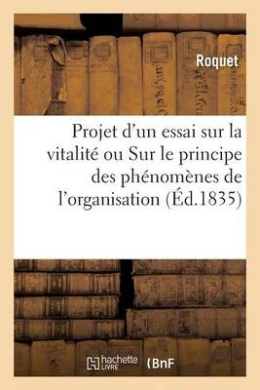 Roquet
Projet d'un essai sur la vitalité ou Sur le principe des phénomènes de l'organisation (Éd.1835)
hachette
LIVRE
{BnF